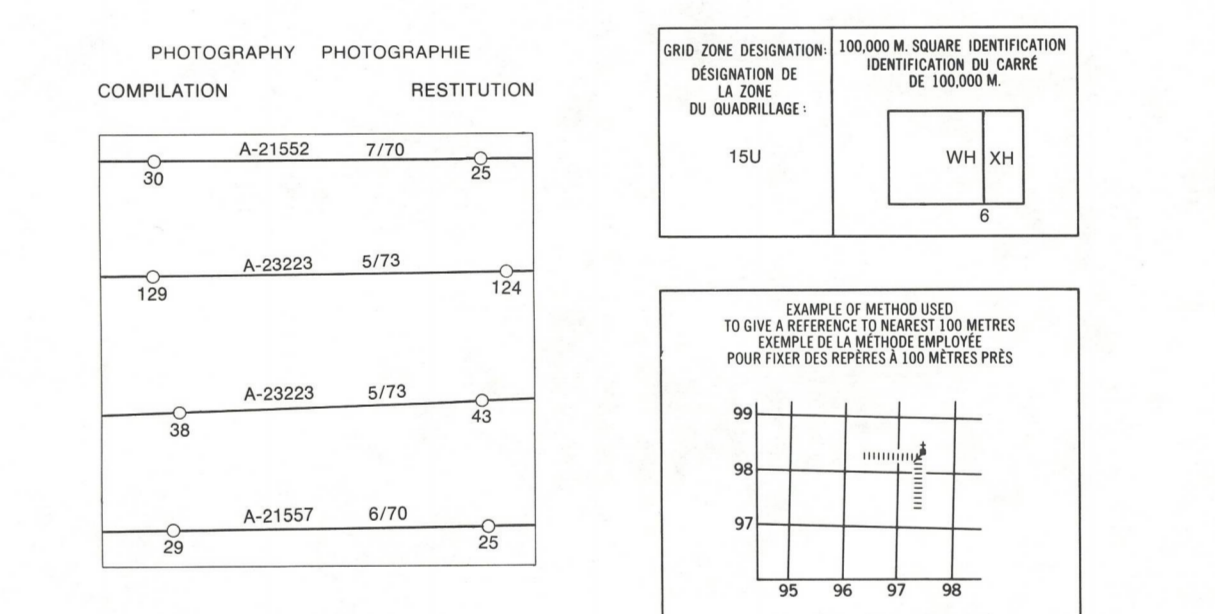 PHOTOGRAPHY PHOTOGRAPHIE
COMPILATION RESTITUTION
A-21552 7/70
30 25
A-23223 5/73
129 124
A-23223 5/73
38 43
A-21557 6/70
29 25
GRID ZONE DESIGNATION:
DÉSIGNATION DE
LA ZONE
DU QUADRILLAGE :
15U
100,000 M. SQUARE IDENTIFICATION
IDENTIFICATION DU CARRÉ
DE 100,000 M.
WH XH
6
EXAMPLE OF METHOD USED
TO GIVE A REFERENCE TO NEAREST 100 METRES
EXEMPLE DE LA MÉTHODE EMPLOYÉE
POUR FIXER DES REPÈRES À 100 MÈTRES PRÈS
99
98
97
95 96 97 98